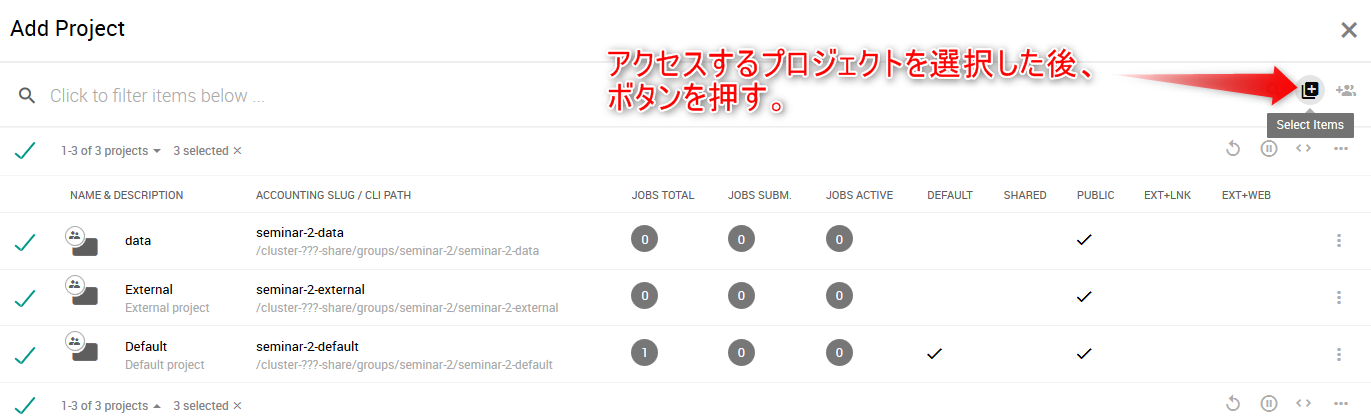 Add Project
アクセスするプロジェクトを選択した後、
ボタンを押す。
Click to filter items below ...
Select Items
1-3 of 3 projects 3 selected ×
NAME & DESCRIPTION ACCOUNTING SLUG / CLI PATH JOBS TOTAL JOBS SUBM. JOBS ACTIVE DEFAULT SHARED PUBLIC EXT+LNK EXT+WEB
data seminar-2-data 0 0 0
/cluster-???-share/groups/seminar-2/seminar-2-data
External seminar-2-external 0 0 0
External project /cluster-???-share/groups/seminar-2/seminar-2-external
Default seminar-2-default 1 0 0
Default project /cluster-???-share/groups/seminar-2/seminar-2-default
1-3 of 3 projects 3 selected ×